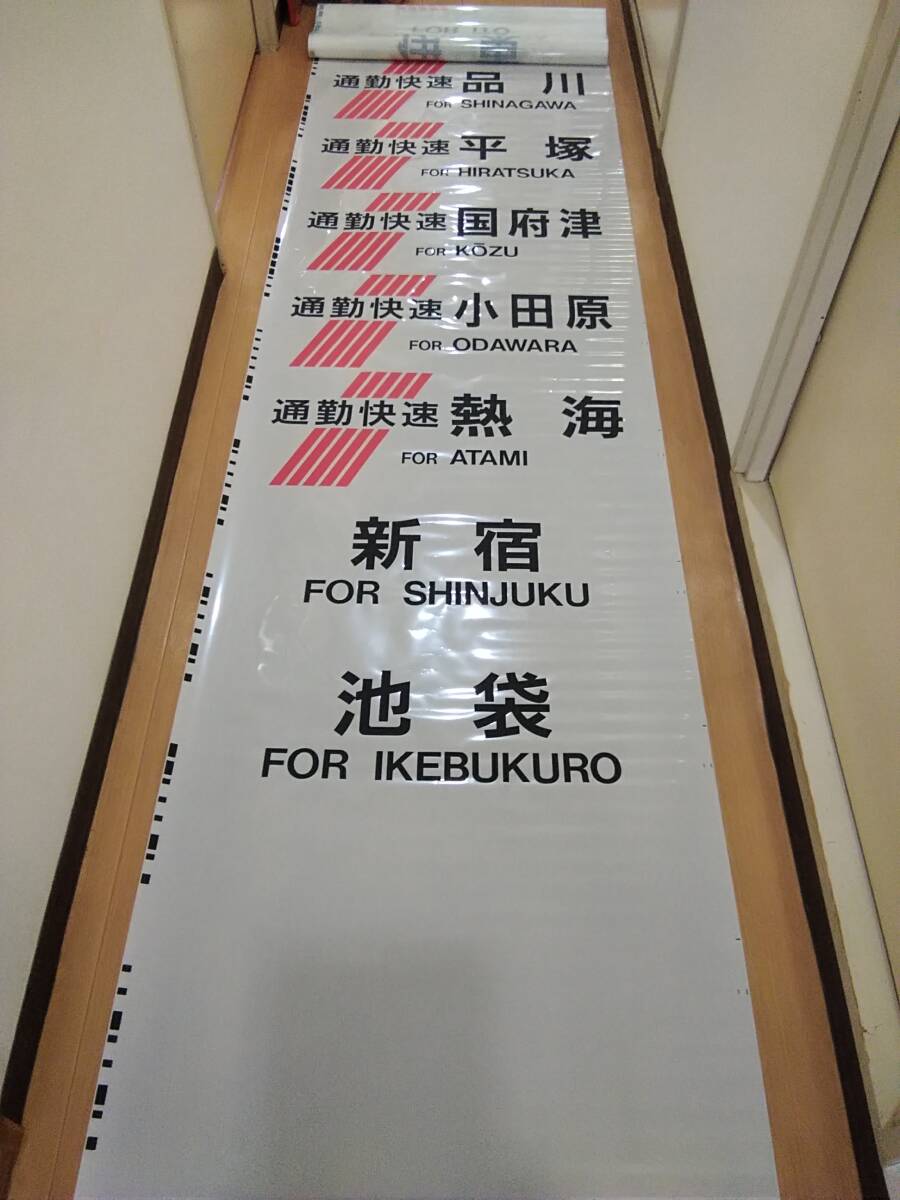 通勤快速 品川
FOR SHINAGAWA
通勤快速 平塚
FOR HIRATSUKA
通勤快速 国府津
FOR KŌZU
通勤快速 小田原
FOR ODAWARA
通勤快速 熱海
FOR ATAMI
新宿
FOR SHINJUKU
池袋
FOR IKEBUKURO